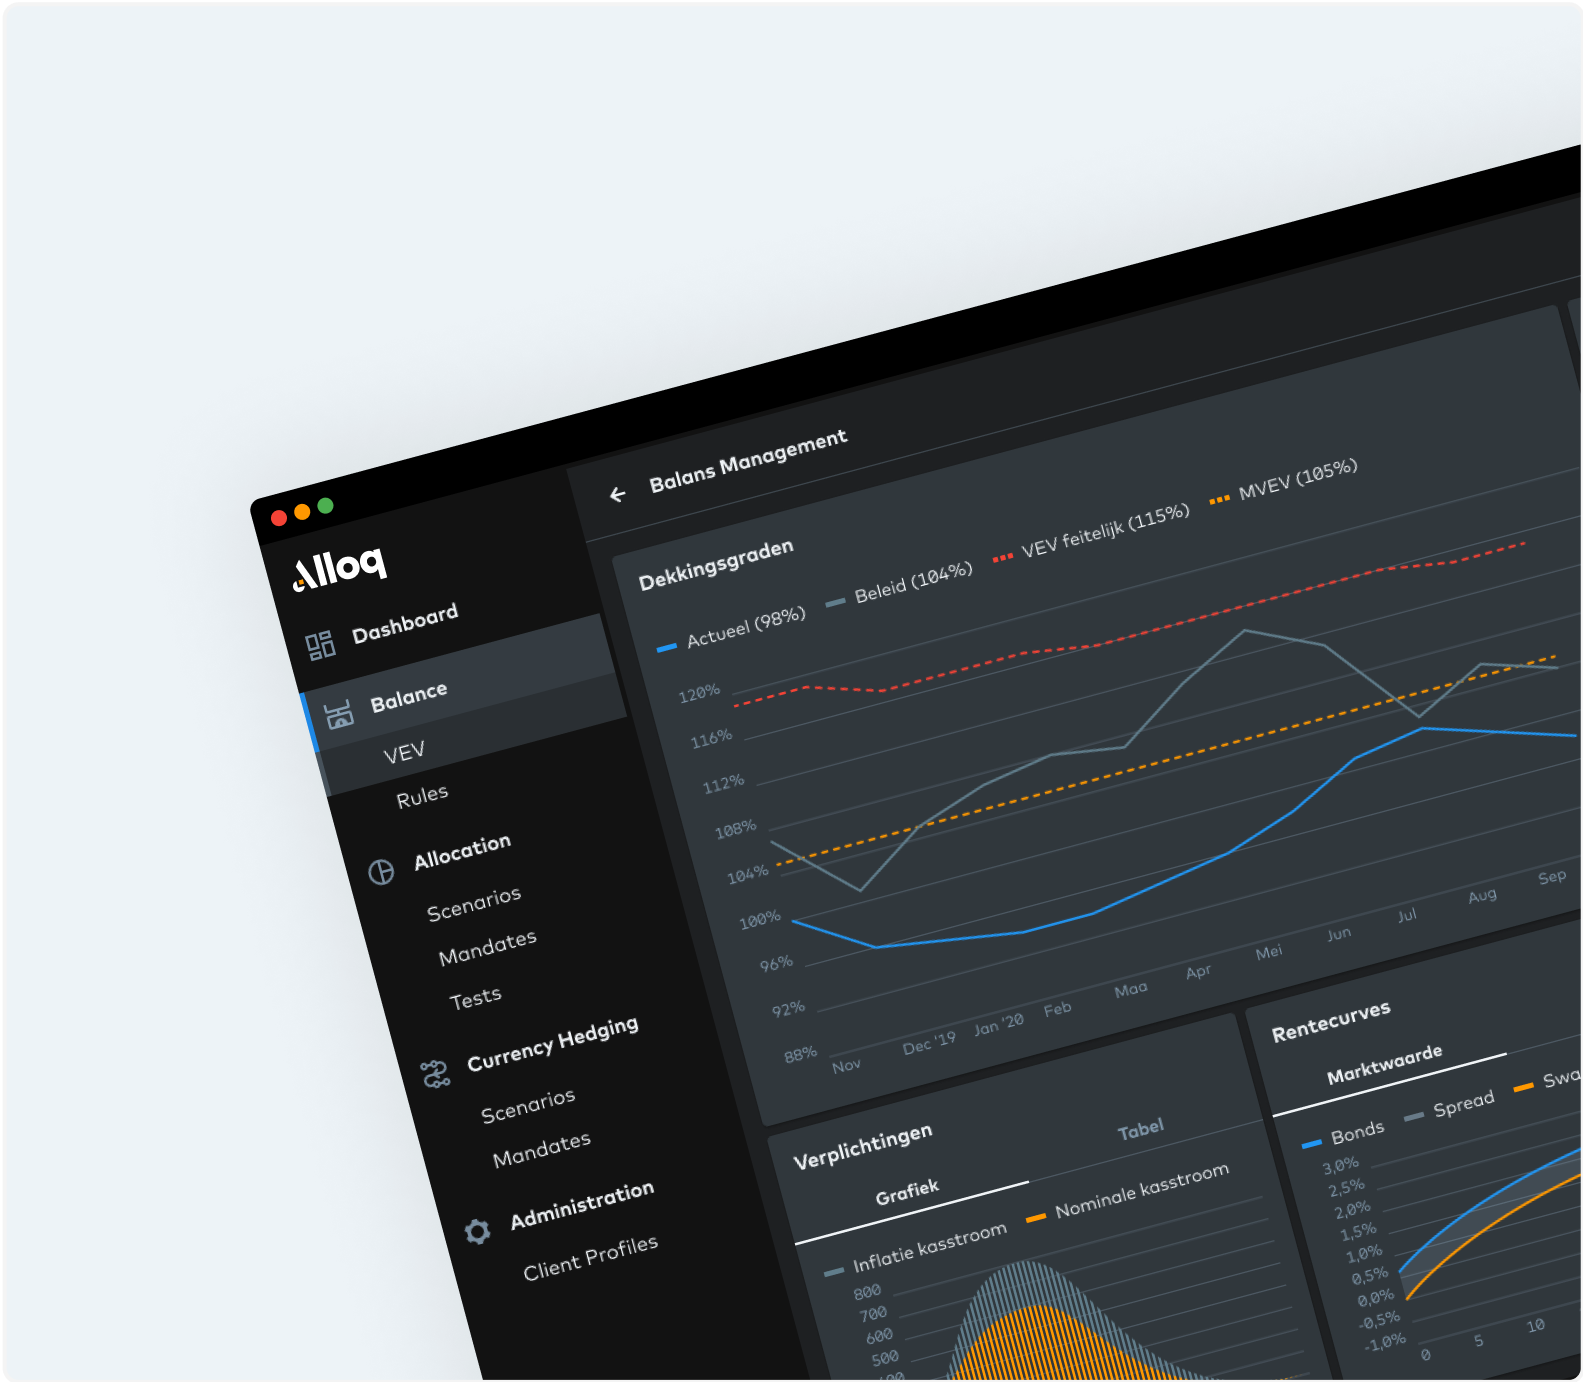 Alloq
Dashboard
Balance
VEV
Rules
Allocation
Scenarios
Mandates
Tests
Currency Hedging
Scenarios
Mandates
Administration
Client Profiles
Balans Management
Dekkingsgraden
Actueel (98%) Beleid (104%) VEV feitelijk (115%) MVEV (105%)
120%
116%
112%
108%
104%
100%
96%
92%
88%
Nov Dec '19 Jan '20 Feb Maa Apr Mei Jun Jul Aug Sep
Verplichtingen
Grafiek Tabel
Inflatie kasstroom Nominale kasstroom
800
700
600
500
Rentecurves
Marktwaarde
Bonds Spread
3,0%
2,5%
2,0%
1,5%
1,0%
0,5%
0,0%
-0,5%
-1,0%
0 5 10